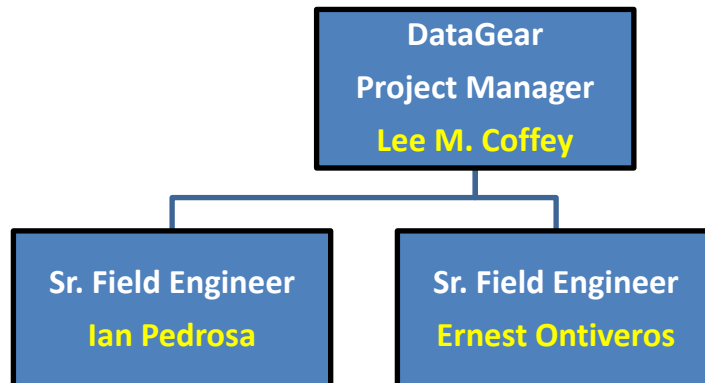 DataGear
Project Manager
Lee M. Coffey
Sr. Field Engineer
Ian Pedrosa
Sr. Field Engineer
Ernest Ontiveros